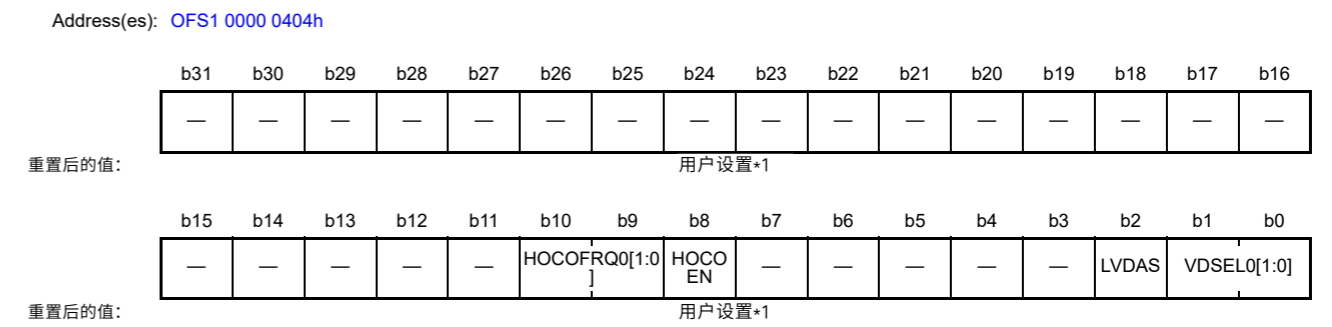 Address(es): OFS1 0000 0404h
b31 b30 b29 b28 b27 b26 b25 b24 b23 b22 b21 b20 b19 b18 b17 b16
— — — — — — — — — — — — — — — —
重置后的值: 用户设置*1
b15 b14 b13 b12 b11 b10 b9 b8 b7 b6 b5 b4 b3 b2 b1 b0
— — — — — HOCOFRQ0[1:0 HOCO — — — — — LVDAS VDSEL0[1:0]
] EN
重置后的值: 用户设置*1